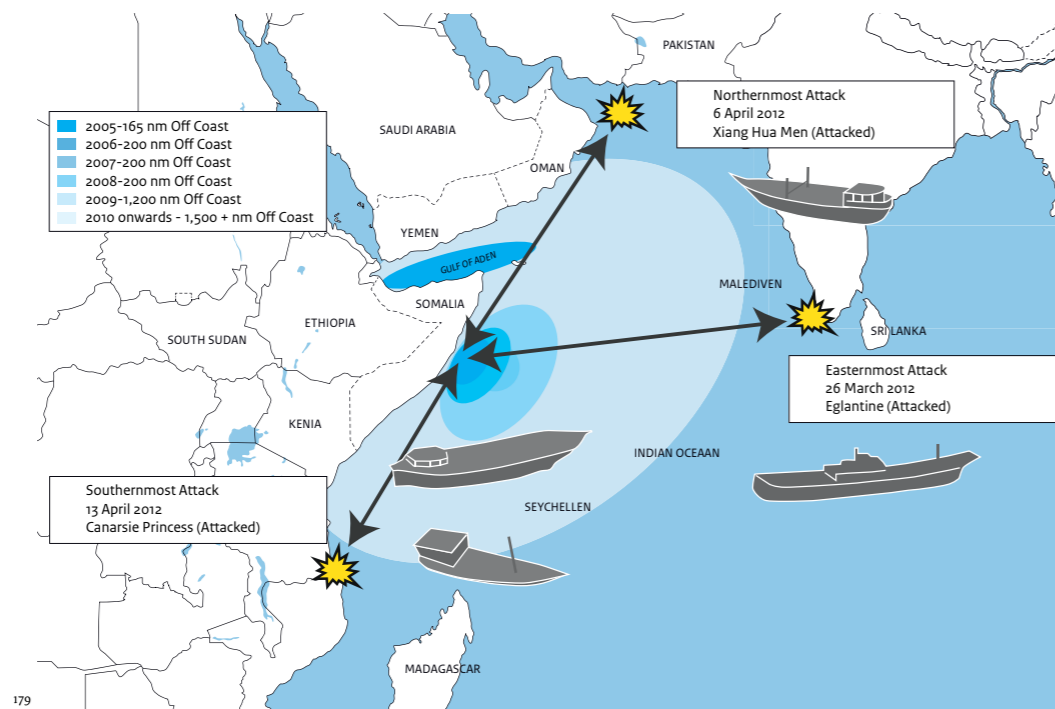 PAKISTAN
Northernmost Attack
6 April 2012
Xiang Hua Men (Attacked)
2005-165 nm Off Coast
2006-200 nm Off Coast
2007-200 nm Off Coast
2008-200 nm Off Coast
2009-1,200 nm Off Coast
2010 onwards - 1,500 + nm Off Coast
SAUDI ARABIA
OMAN
YEMEN
GULF OF ADEN
SOMALIA
MALEDIVEN
ETHIOPIA
SOUTH SUDAN
SRI LANKA
Easternmost Attack
26 March 2012
Eglantine (Attacked)
KENIA
INDIAN OCEAAN
Southernmost Attack
13 April 2012
Canarsie Princess (Attacked)
SEYCHELLEN
MADAGASCAR
179